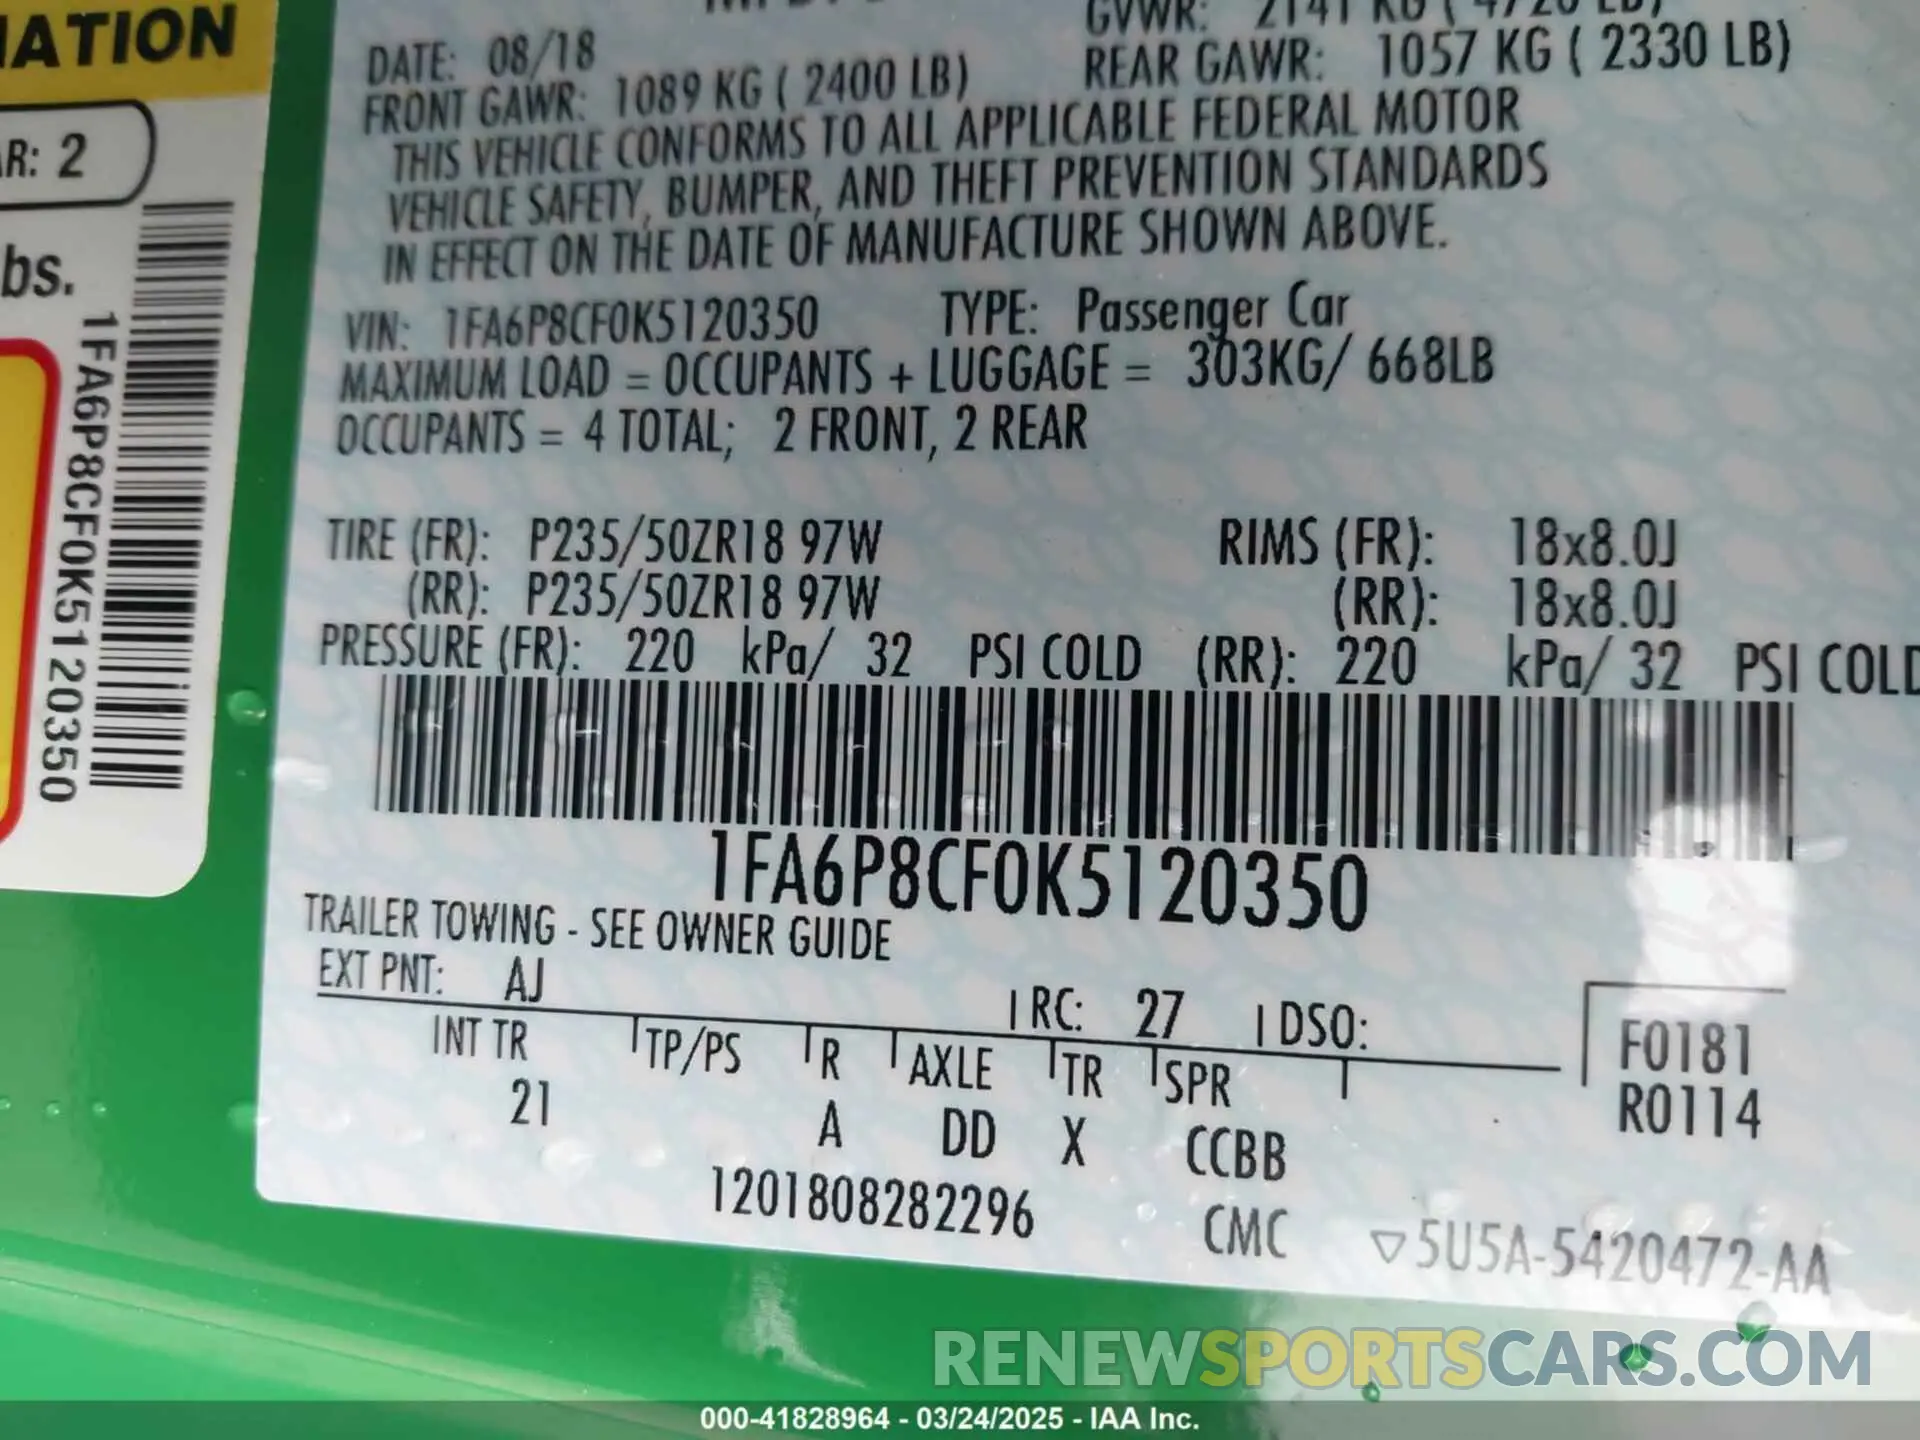 GVWR: 2141 KG ( 4720 LB)
DATE: 08/18
FRONT GAWR: 1089 KG ( 2400 LB) REAR GAWR: 1057 KG ( 2330 LB)
THIS VEHICLE CONFORMS TO ALL APPLICABLE FEDERAL MOTOR
VEHICLE SAFETY, BUMPER, AND THEFT PREVENTION STANDARDS
IN EFFECT ON THE DATE OF MANUFACTURE SHOWN ABOVE.
VIN: 1FA6P8CF0K5120350 TYPE: Passenger Car
MAXIMUM LOAD = OCCUPANTS + LUGGAGE = 303KG/ 668LB
OCCUPANTS = 4 TOTAL; 2 FRONT, 2 REAR
TIRE (FR): P235/50ZR18 97W RIMS (FR): 18x8.0J
(RR): P235/50ZR18 97W (RR): 18x8.0J
PRESSURE (FR): 220 kPa/ 32 PSI COLD (RR): 220 kPa/ 32 PSI COLD
1FA6P8CF0K5120350
TRAILER TOWING - SEE OWNER GUIDE
EXT PNT: AJ RC: 27 DSO:
INT TR TP/PS R AXLE TR SPR
21 A DD X CCBB
F0181
R0114
1201808282296 CMC ▽5U5A-5420472-AA
R: 2
bs.
1FA6P8CF0K5120350
RENEWSPORTSCARS.COM
000-41828964 - 03/24/2025 - IAA Inc.